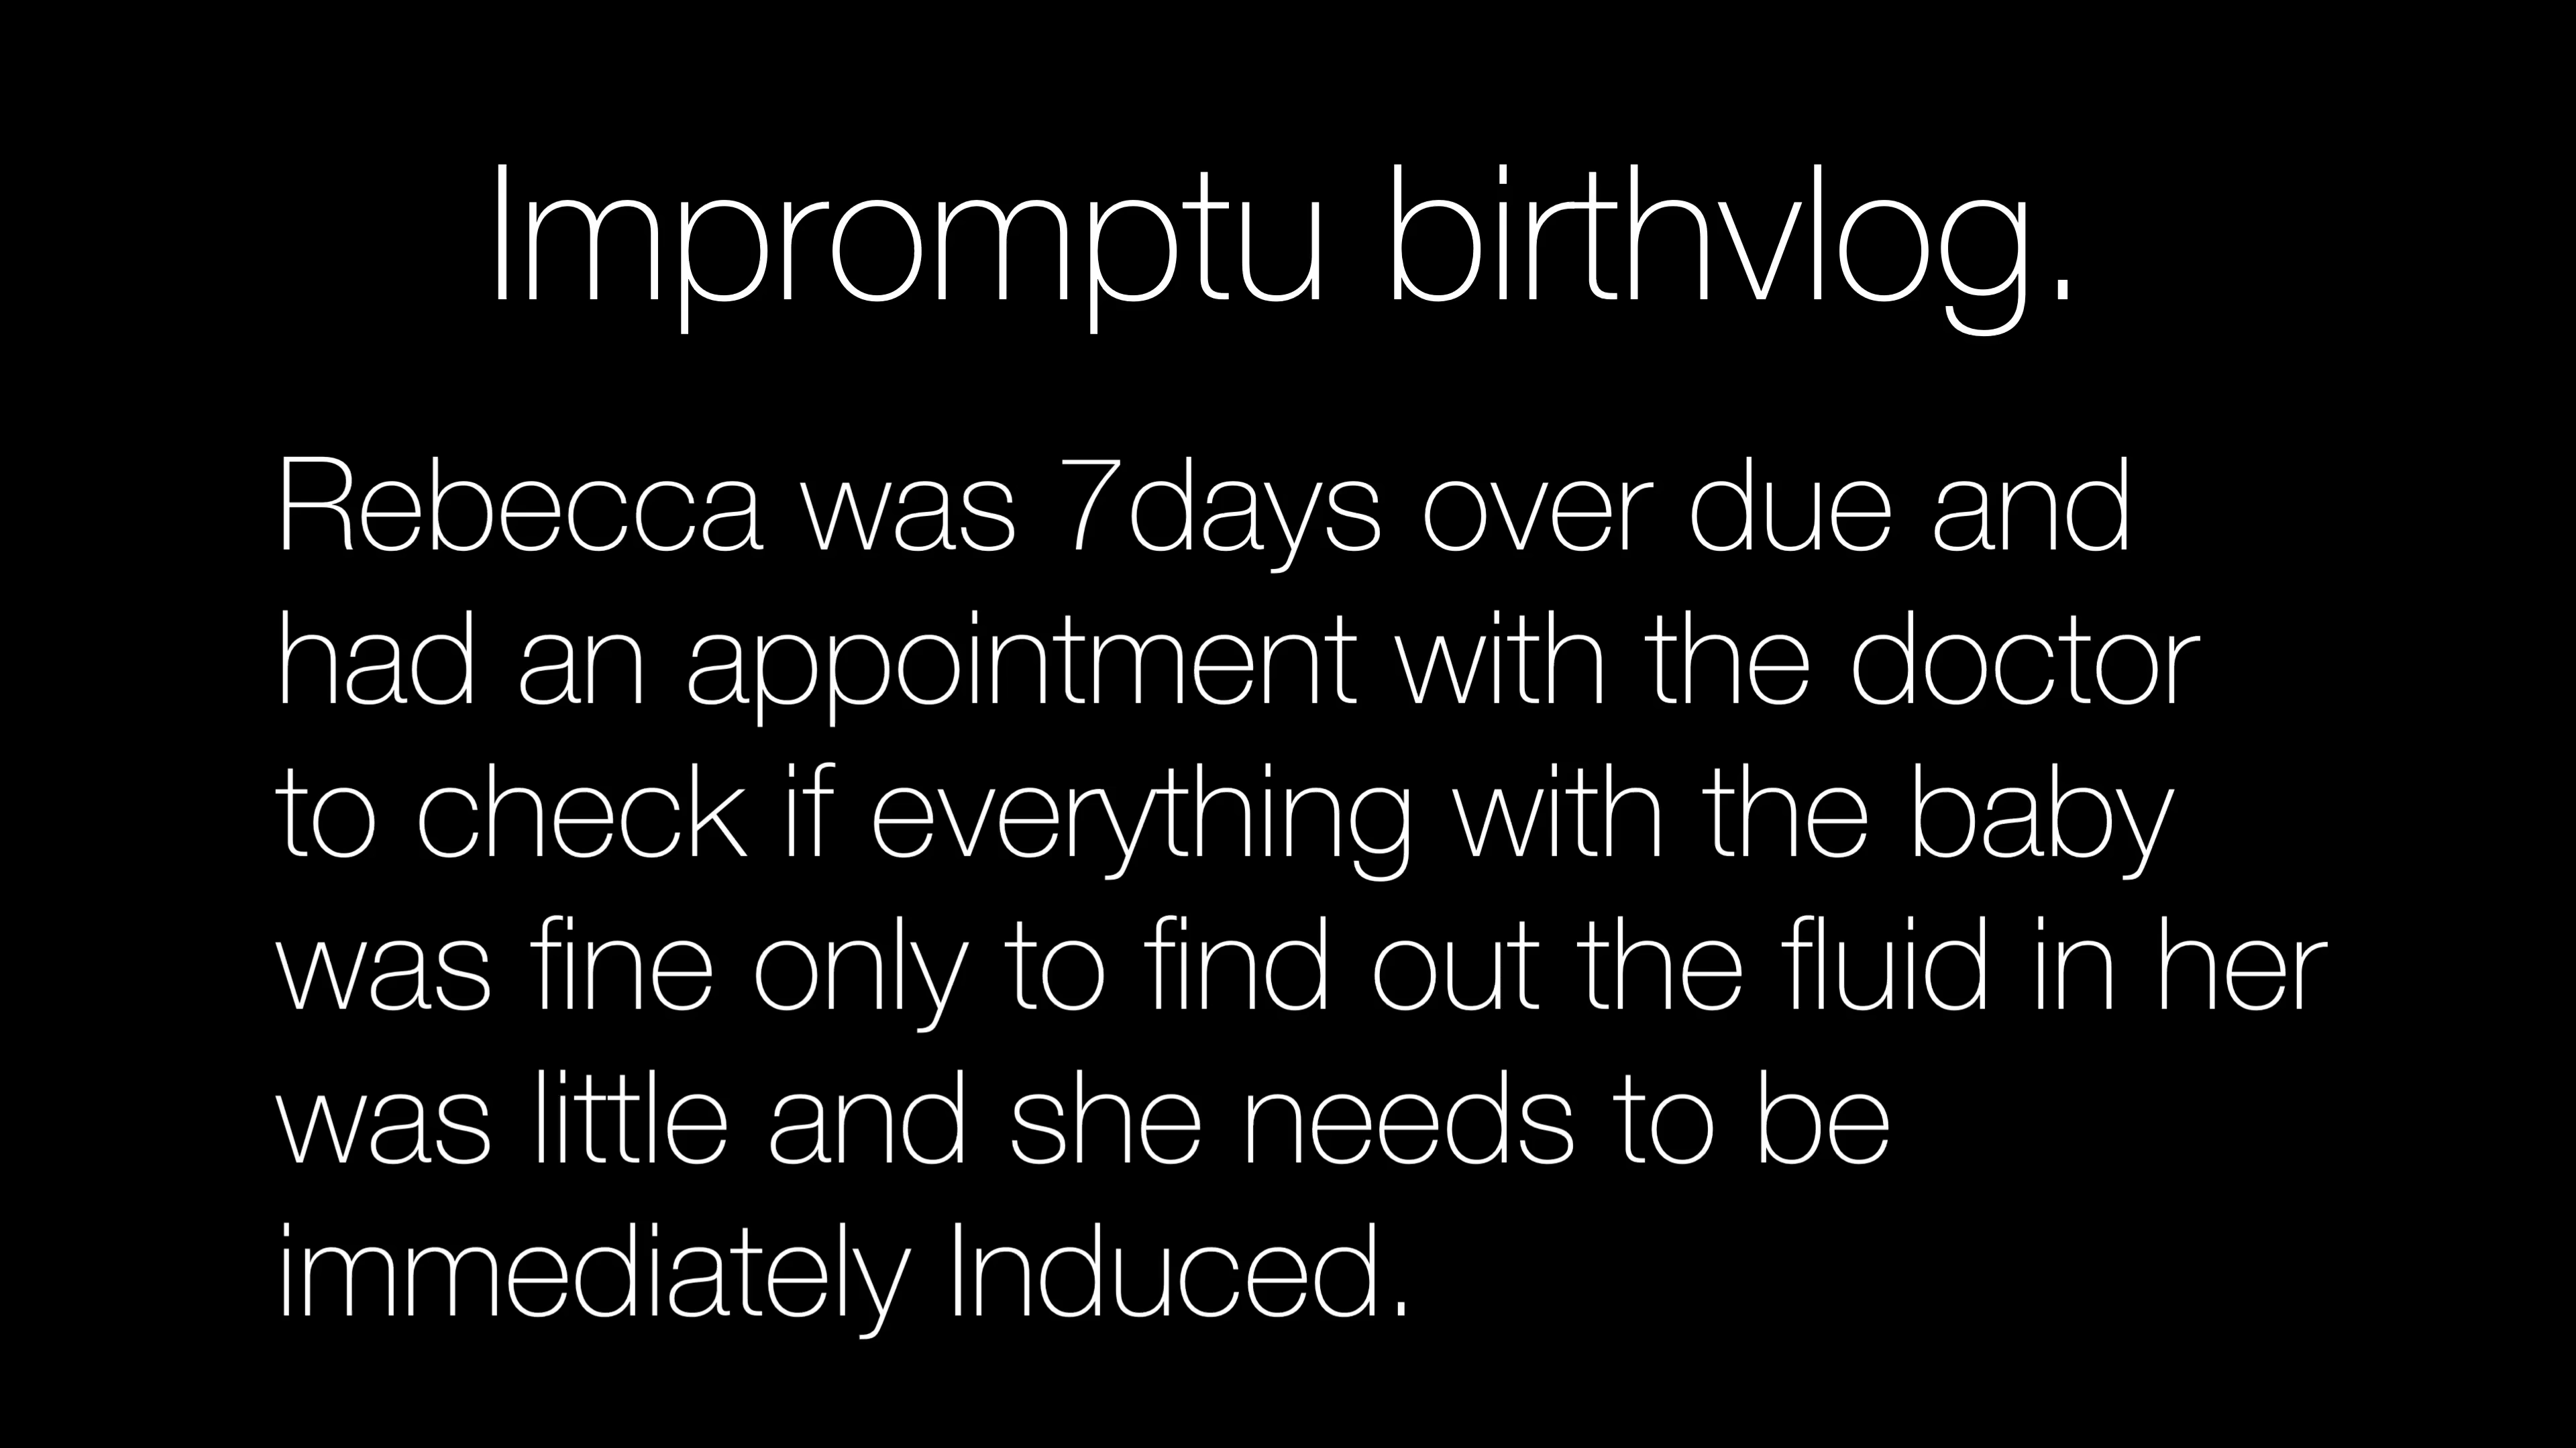 Impromptu birthvlog.
Rebecca was 7days over due and
had an appointment with the doctor
to check if everything with the baby
was fine only to find out the fluid in her
was little and she needs to be
immediately Induced.